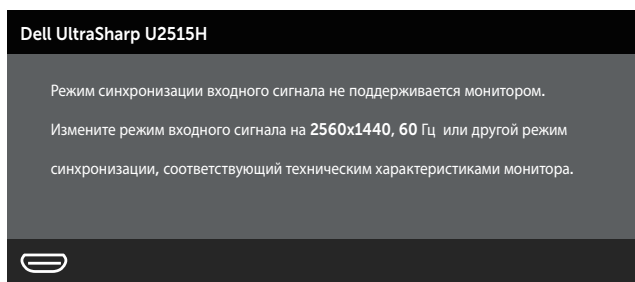 Dell UltraSharp U2515H
Режим синхронизации входного сигнала не поддерживается монитором.
Измените режим входного сигнала на 2560x1440, 60 Гц или другой режим
синхронизации, соответствующий техническим характеристиками монитора.